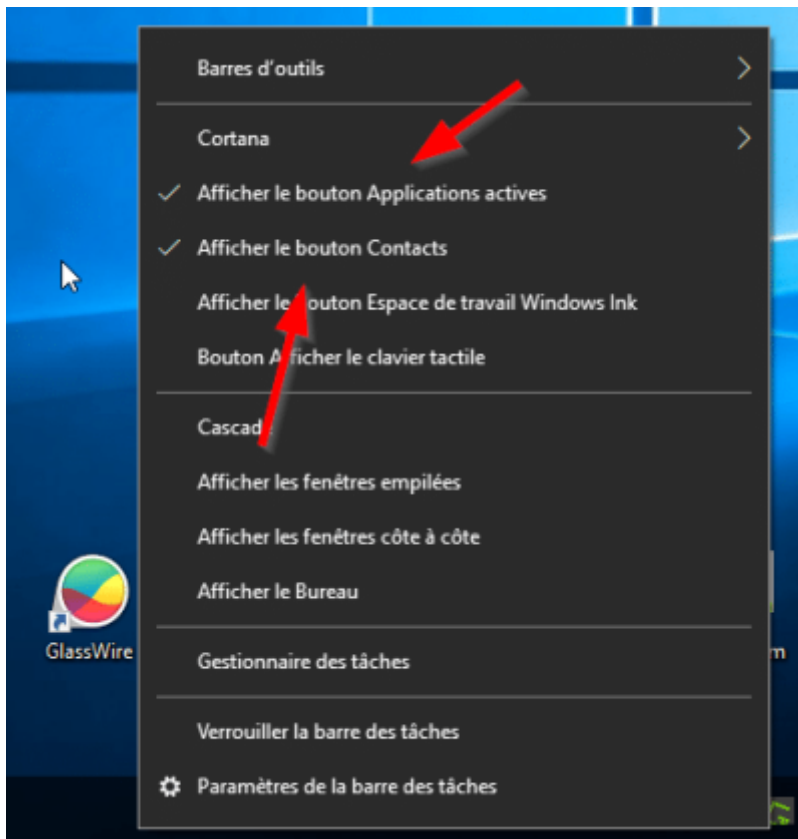 Barres d'outils
Cortana
Afficher le bouton Applications actives
Afficher le bouton Contacts
Afficher le bouton Espace de travail Windows Ink
Bouton Afficher le clavier tactile
Cascade
Afficher les fenêtres empilées
Afficher les fenêtres côte à côte
Afficher le Bureau
GlassWire
Gestionnaire des tâches
Verrouiller la barre des tâches
Paramètres de la barre des tâches